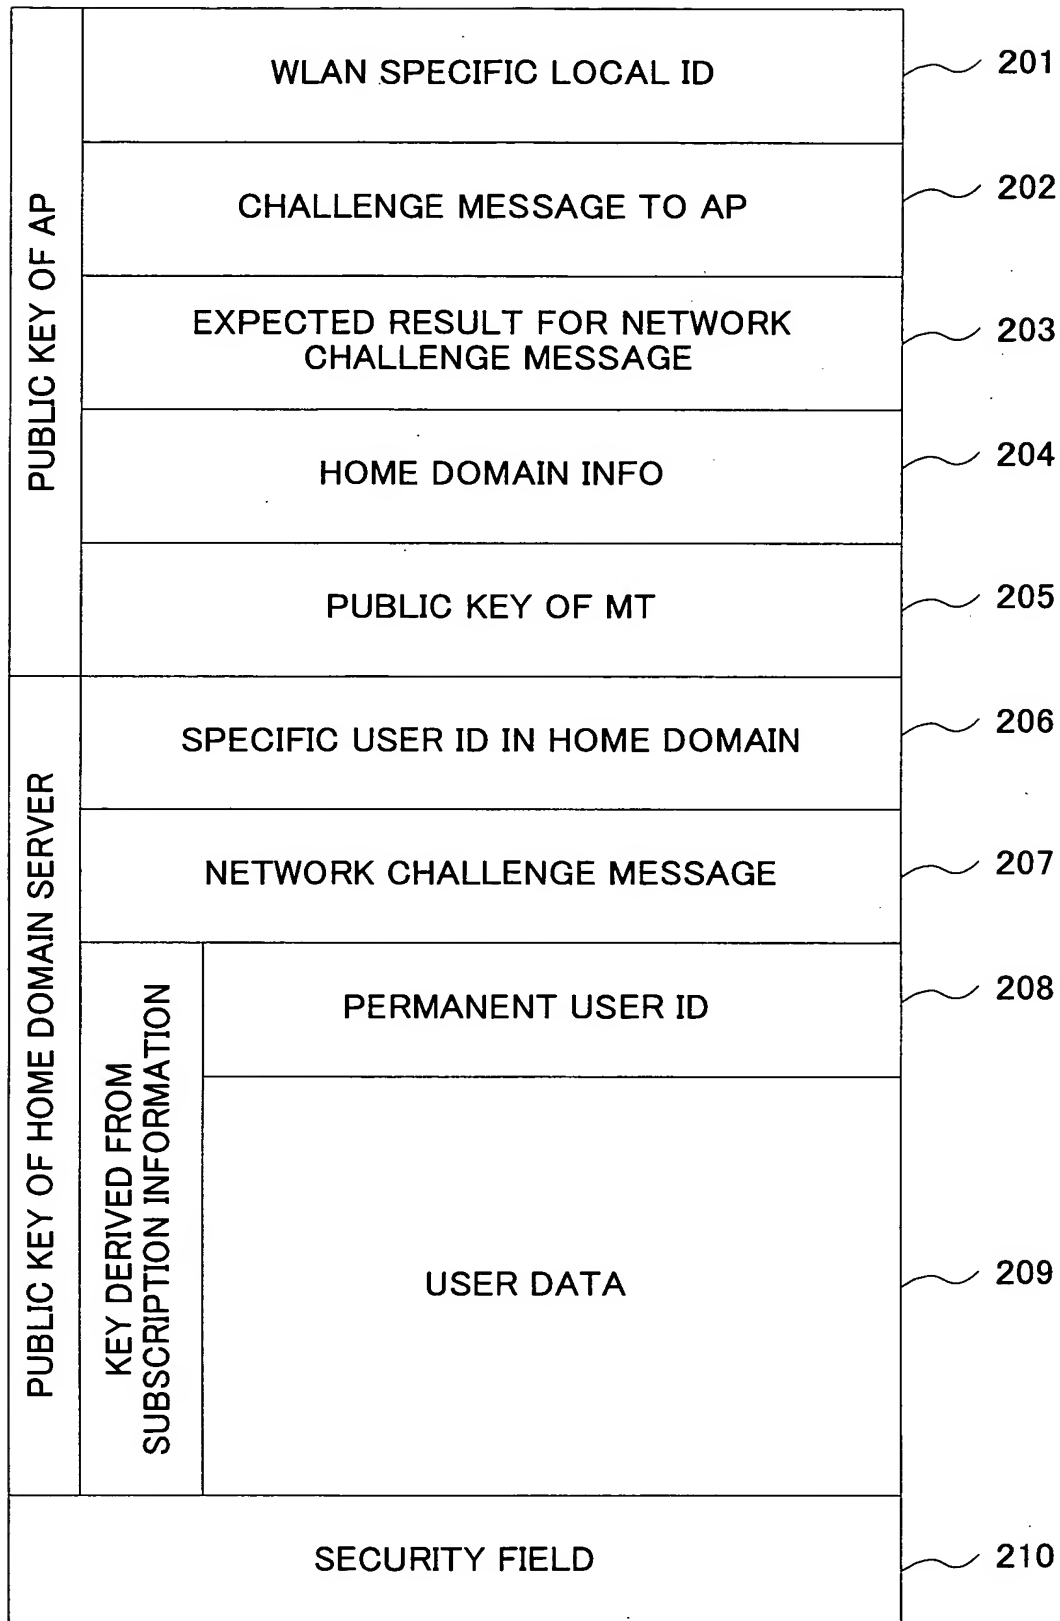 PUBLIC KEY OF AP
WLAN SPECIFIC LOCAL ID
201
CHALLENGE MESSAGE TO AP
202
EXPECTED RESULT FOR NETWORK
CHALLENGE MESSAGE
203
HOME DOMAIN INFO
204
PUBLIC KEY OF MT
205
PUBLIC KEY OF HOME DOMAIN SERVER
SPECIFIC USER ID IN HOME DOMAIN
206
NETWORK CHALLENGE MESSAGE
207
KEY DERIVED FROM
SUBSCRIPTION INFORMATION
PERMANENT USER ID
208
USER DATA
209
SECURITY FIELD
210